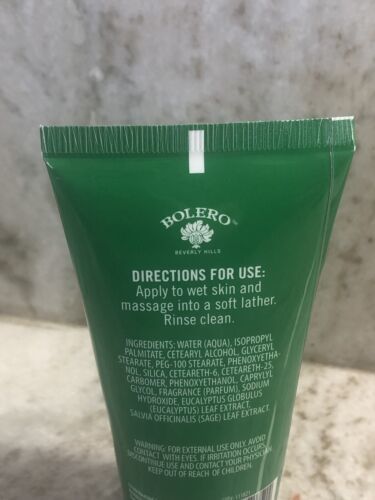 BOLERO
BEVERLY HILLS
DIRECTIONS FOR USE:
Apply to wet skin and
massage into a soft lather.
Rinse clean.
INGREDIENTS: WATER (AQUA), ISOPROPYL
PALMITATE, CETEARYL ALCOHOL, GLYCERYL
STEARATE, PEG-100 STEARATE, PHENOXYETHA-
NOL, SILICA, CETEARETH-6, CETEARETH-25,
CARBOMER, PHENOXYETHANOL, CAPRYLYL
GLYCOL, FRAGRANCE (PARFUM), SODIUM
HYDROXIDE, EUCALYPTUS GLOBULUS
(EUCALYPTUS) LEAF EXTRACT,
SALVIA OFFICINALIS (SAGE) LEAF EXTRACT.
WARNING: FOR EXTERNAL USE ONLY. AVOID
CONTACT WITH EYES. IF IRRITATION OCCURS
DISCONTINUE USE AND CONTACT YOUR PHYSICIAN.
KEEP OUT OF REACH OF CHILDREN.